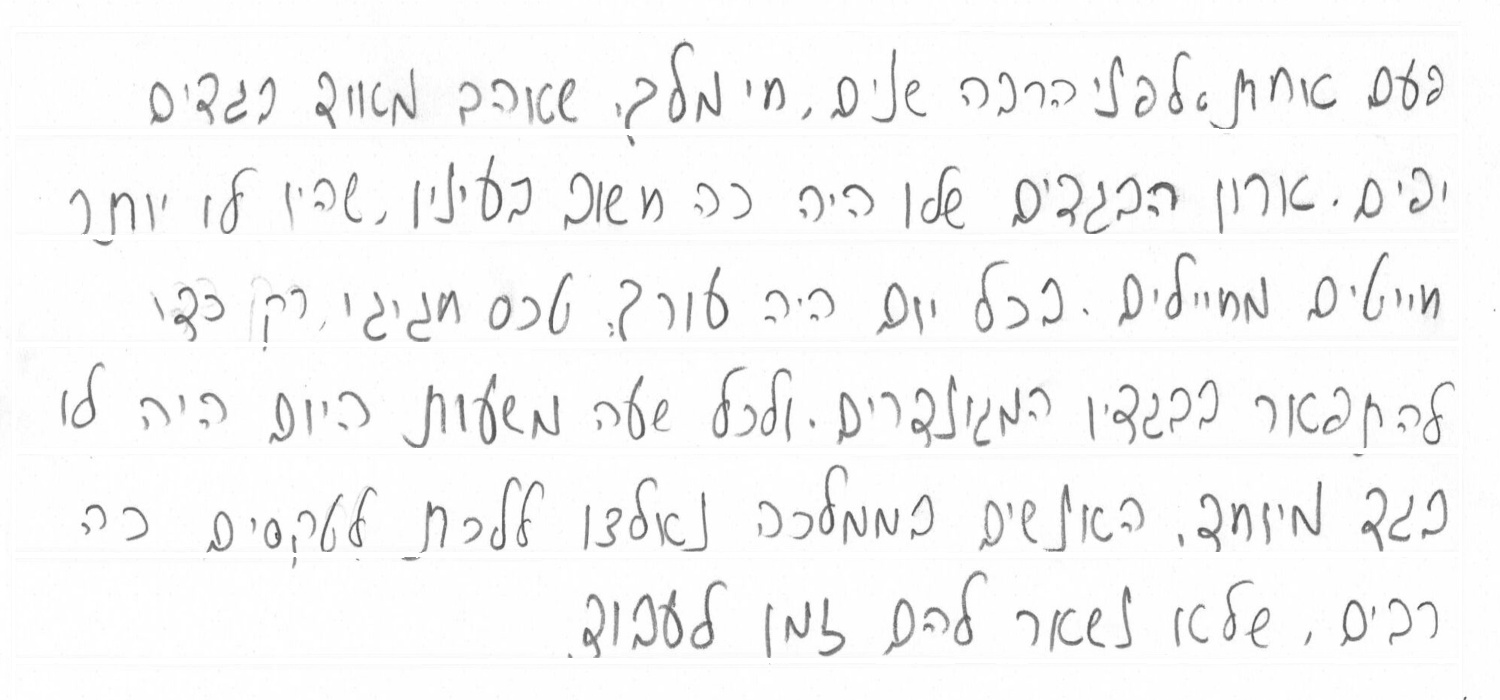 פעם אחת, לפני הרבה שנים, חי מלך, שאהב מאוד בגדים
יפים. ארון הבגדים שלו היה כה חשוב בעיניו, שהיו לו יותר
חייטים מחיילים. בכל יום היה עורך טכס חגיגי, רק כדי
להתפאר בבגדיו המגונדרים. ולכל שעה משעות היום היה לו
בגד מיוחד. האנשים בממלכה נאלצו ללכת לטקסים כה
רבים, שלא נשאר להם זמן לעבוד.